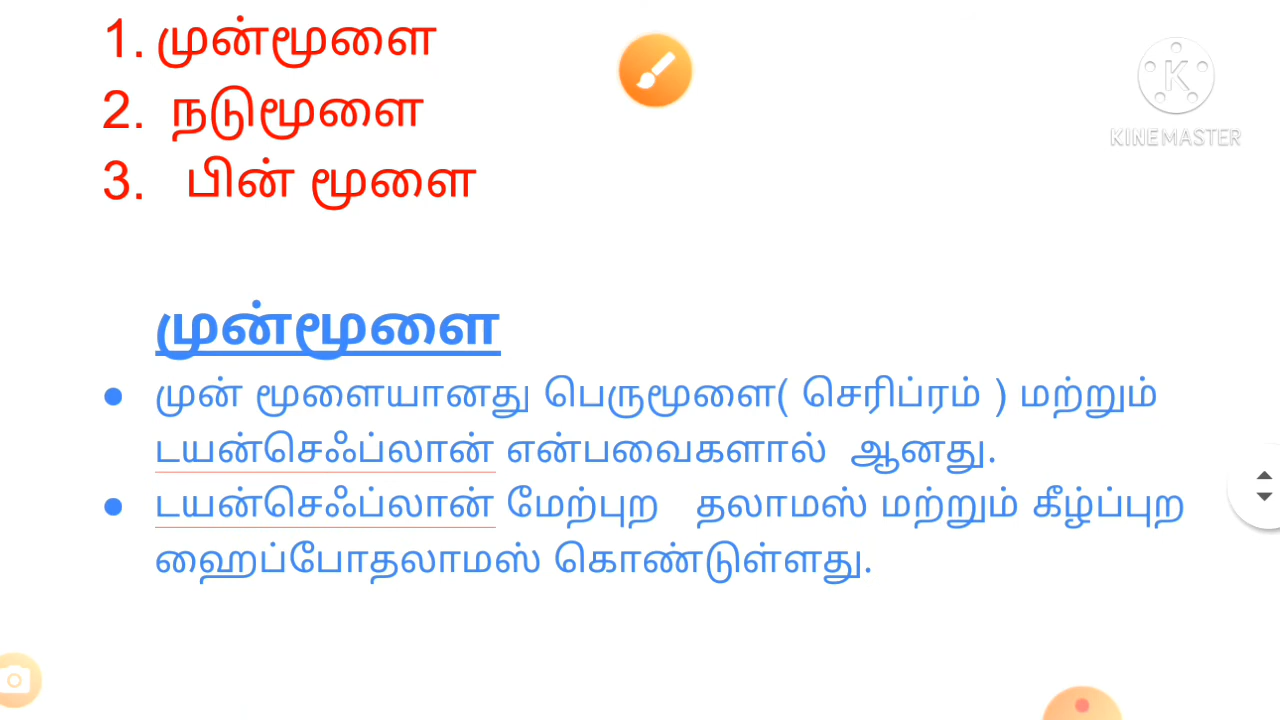 1. முன்மூளை
2. நடுமூளை
3. பின் மூளை
KINEMASTER
முன்மூளை
• முன் மூளையானது பெருமூளை( செரிப்ரம் ) மற்றும்
டயன்செஃப்லான் என்பவைகளால் ஆனது.
• டயன்செஃப்லான் மேற்புற தலாமஸ் மற்றும் கீழ்ப்புற
ஹைப்போதலாமஸ் கொண்டுள்ளது.